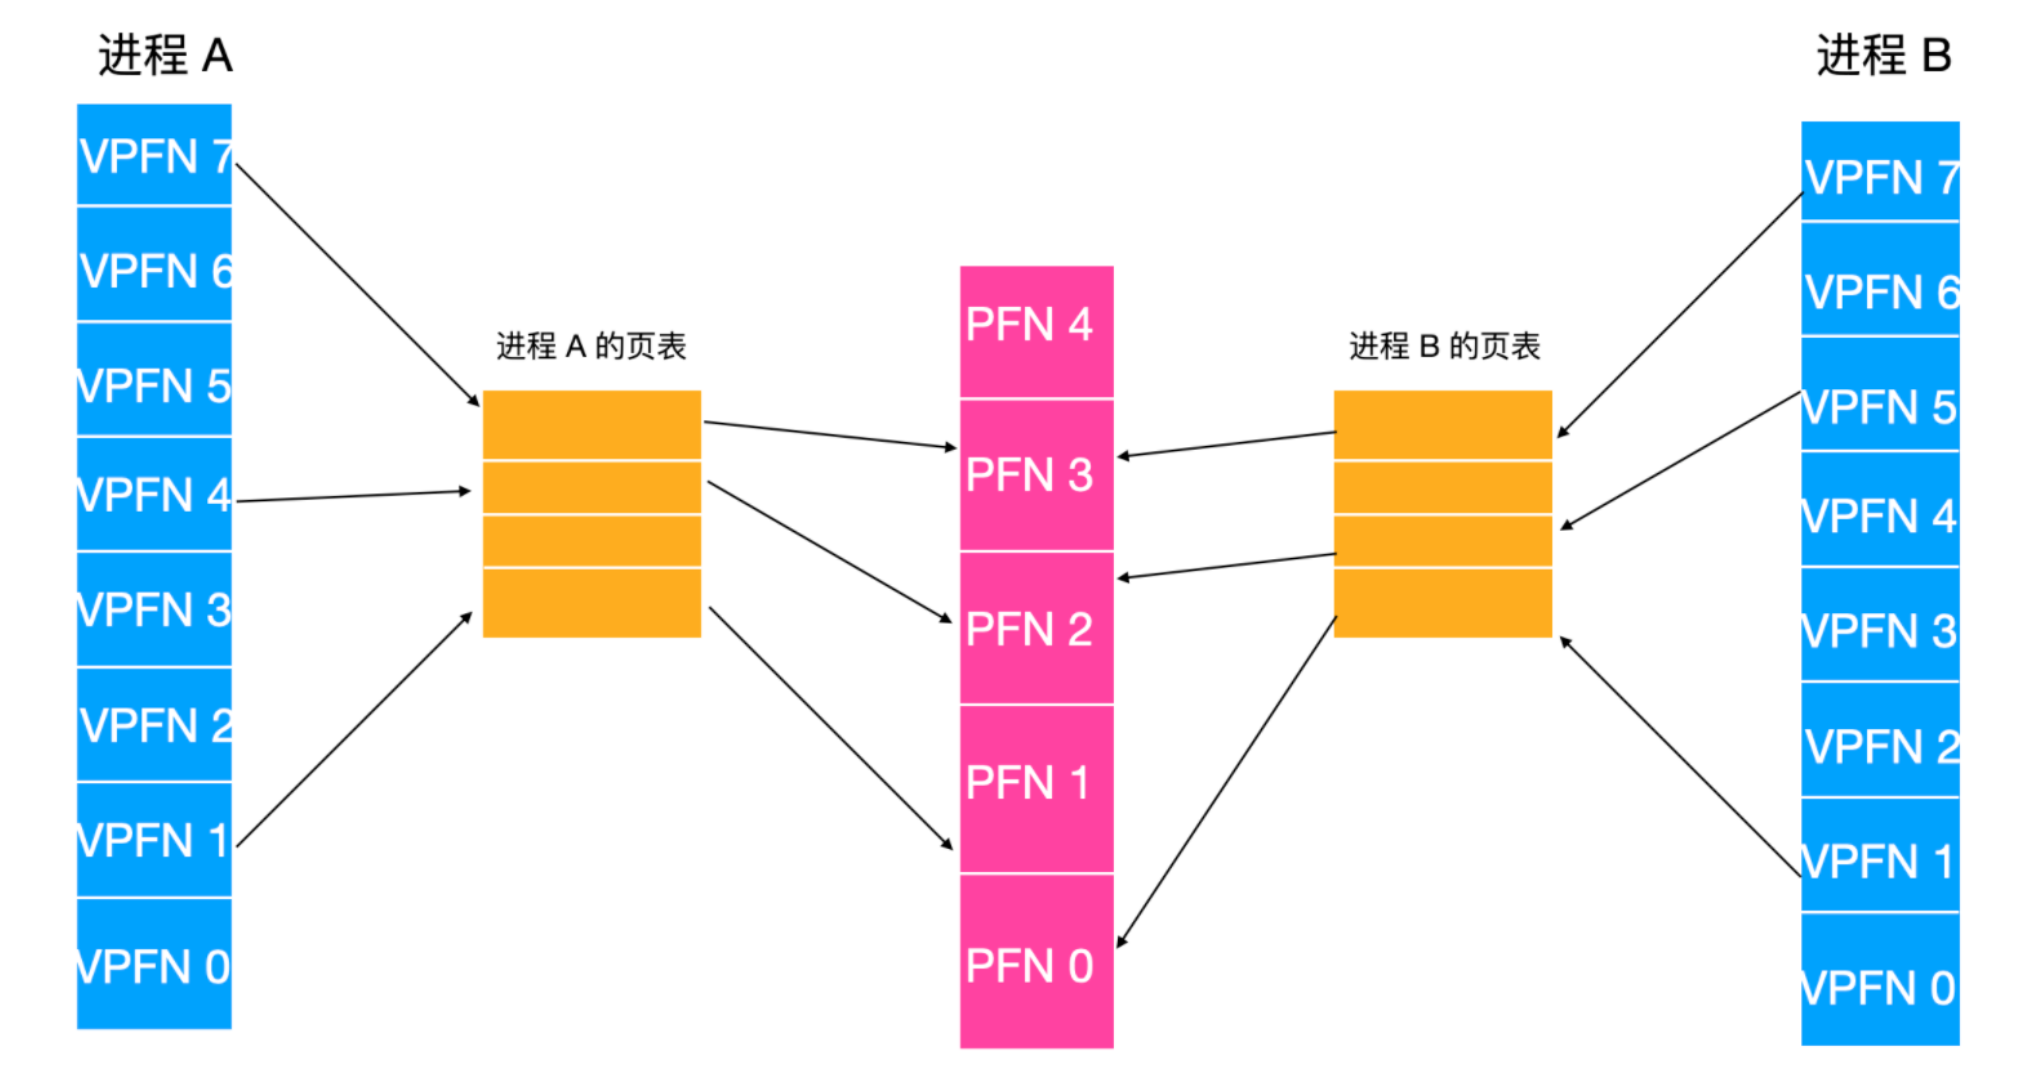 进程 A
VPFN 7
VPFN 6
VPFN 5
VPFN 4
VPFN 3
VPFN 2
VPFN 1
VPFN 0
进程 A 的页表
PFN 4
PFN 3
PFN 2
PFN 1
PFN 0
进程 B 的页表
进程 B
VPFN 7
VPFN 6
VPFN 5
VPFN 4
VPFN 3
VPFN 2
VPFN 1
VPFN 0